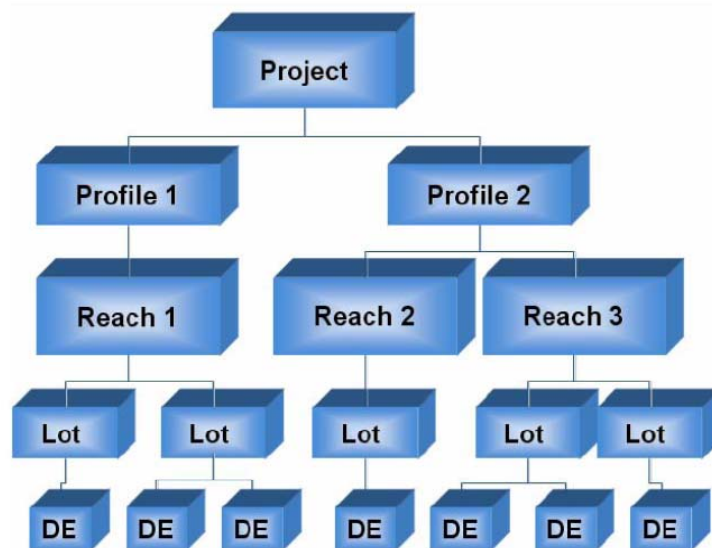 Project
Profile 1
Profile 2
Reach 1
Reach 2
Reach 3
Lot
Lot
Lot
Lot
Lot
DE
DE
DE
DE
DE
DE
DE